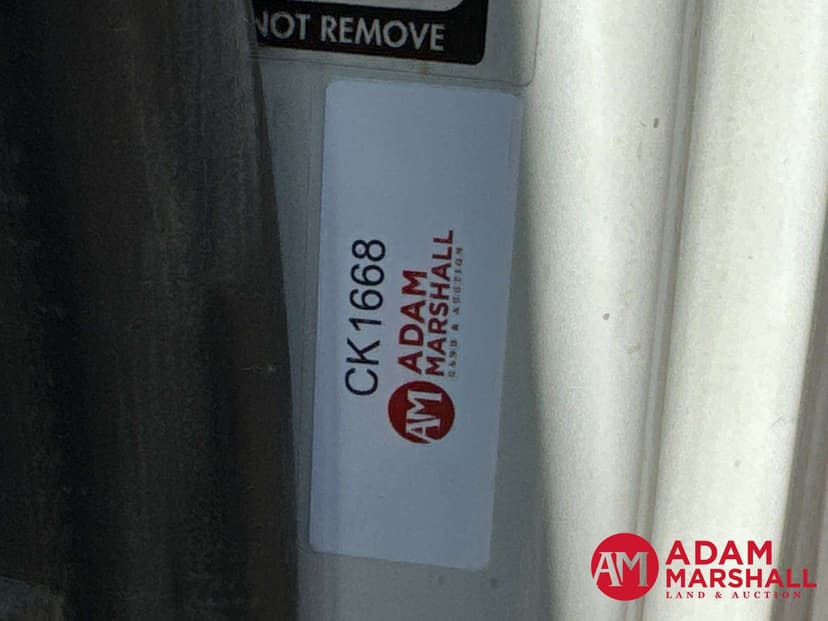 NOT REMOVE
CK1668
AM
ADAM
MARSHALL
LAND & AUCTION
AM
ADAM
MARSHALL
LAND & AUCTION